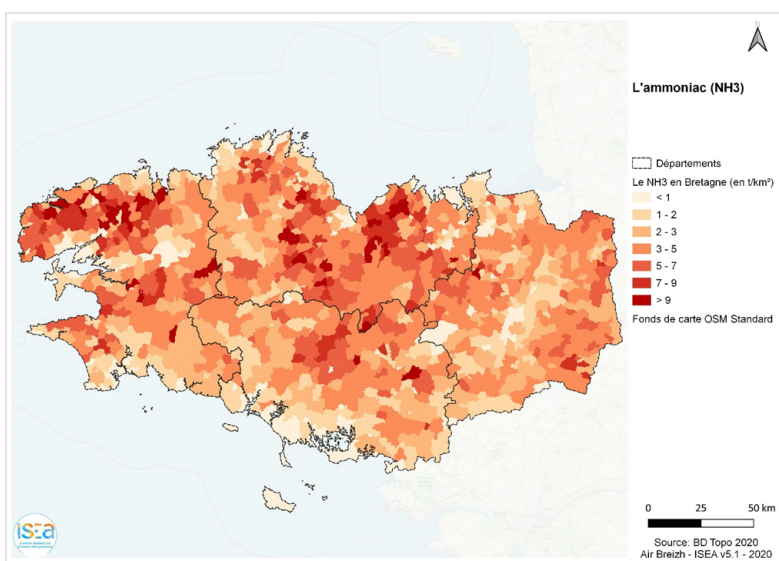 N
L'ammoniac (NH3)
Départements
Le NH3 en Bretagne (en t/km²)
< 1
1 - 2
2 - 3
3 - 5
5 - 7
7 - 9
> 9
Fonds de carte OSM Standard
0 25 50 km
Source: BD Topo 2020
Air Breizh - ISEA v5.1 - 2020
ISEA